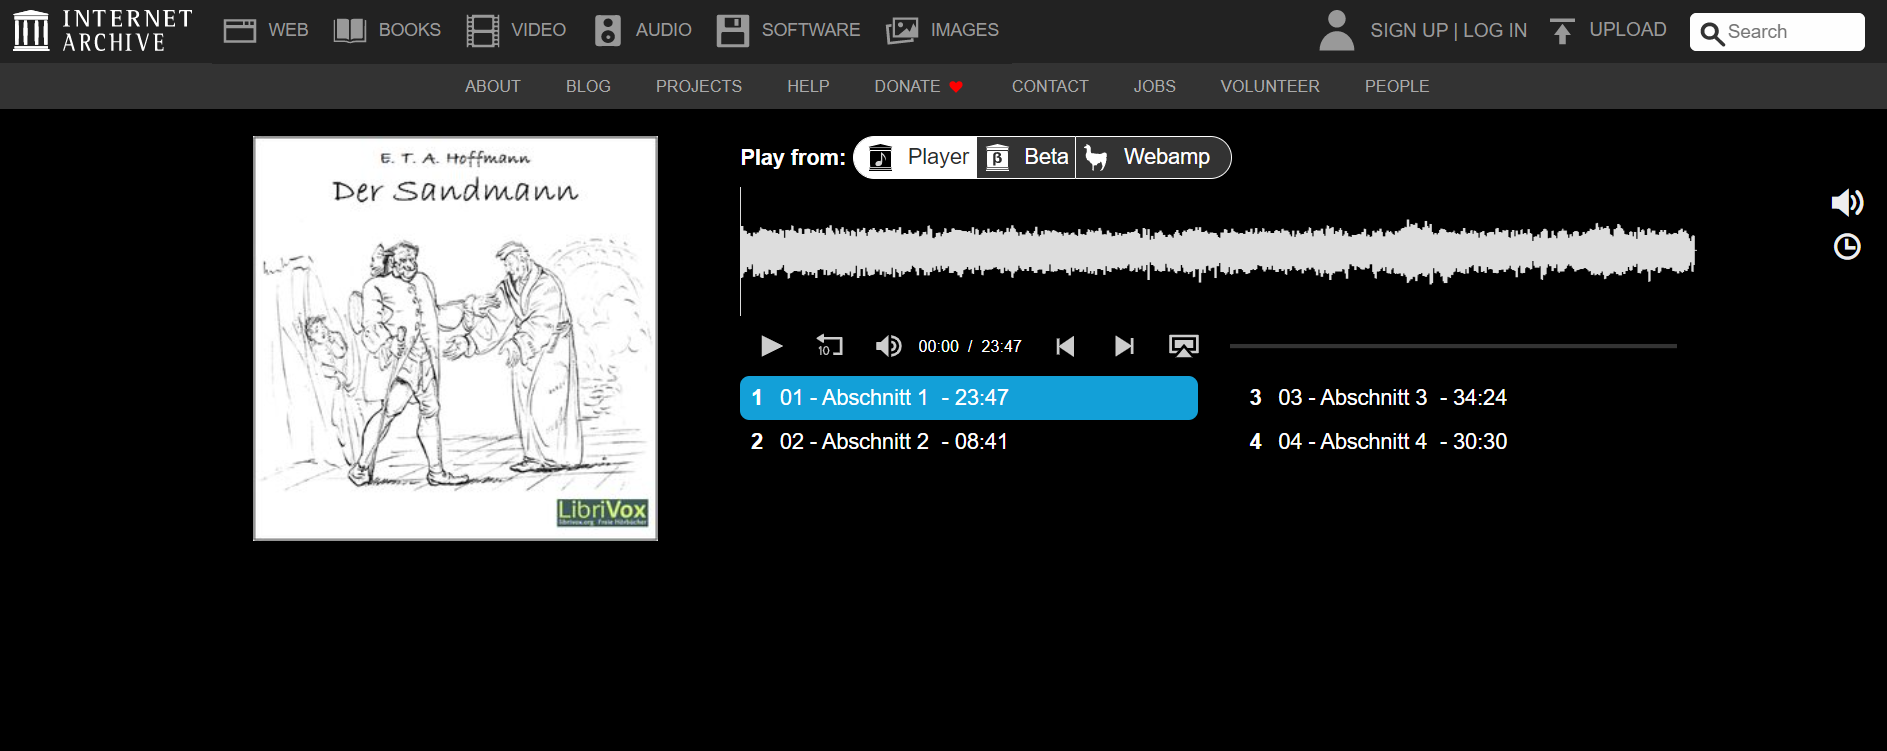 INTERNET ARCHIVE
WEB BOOKS VIDEO AUDIO SOFTWARE IMAGES SIGN UP | LOG IN UPLOAD Search
ABOUT BLOG PROJECTS HELP DONATE CONTACT JOBS VOLUNTEER PEOPLE
E. T. A. Hoffmann
Der Sandmann
LibriVox
librivox.org Freie Hörbücher
Play from: Player β Beta Webamp
10 00:00 / 23:47
1 01 - Abschnitt 1 - 23:47
2 02 - Abschnitt 2 - 08:41
3 03 - Abschnitt 3 - 34:24
4 04 - Abschnitt 4 - 30:30